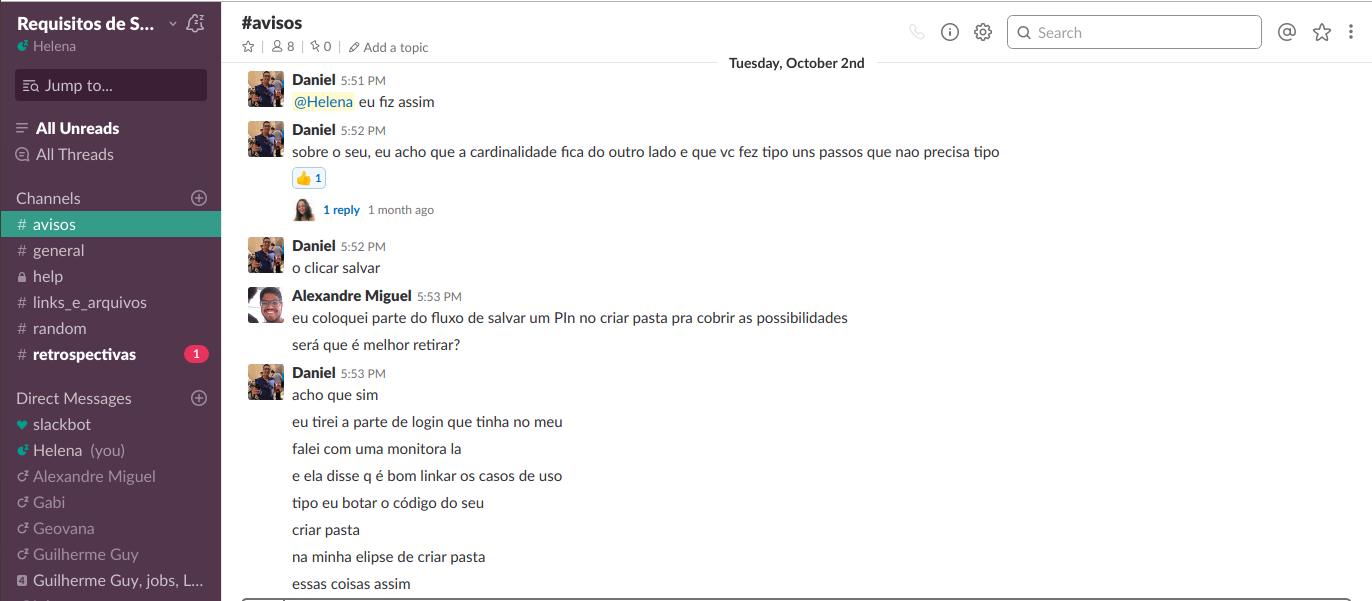 Requisitos de S...
Helena
Jump to...
All Unreads
All Threads
Channels
# avisos
# general
help
# links_e_arquivos
# random
# retrospectivas 1
Direct Messages
slackbot
Helena (you)
Alexandre Miguel
Gabi
Geovana
Guilherme Guy
4 Guilherme Guy, jobs, L...
#avisos
8 0 Add a topic
Search
Tuesday, October 2nd
Daniel 5:51 PM
@Helena eu fiz assim
Daniel 5:52 PM
sobre o seu, eu acho que a cardinalidade fica do outro lado e que vc fez tipo uns passos que nao precisa tipo
1
1 reply 1 month ago
Daniel 5:52 PM
o clicar salvar
Alexandre Miguel 5:53 PM
eu coloquei parte do fluxo de salvar um PIn no criar pasta pra cobrir as possibilidades
será que é melhor retirar?
Daniel 5:53 PM
acho que sim
eu tirei a parte de login que tinha no meu
falei com uma monitora la
e ela disse q é bom linkar os casos de uso
tipo eu botar o código do seu
criar pasta
na minha elipse de criar pasta
essas coisas assim